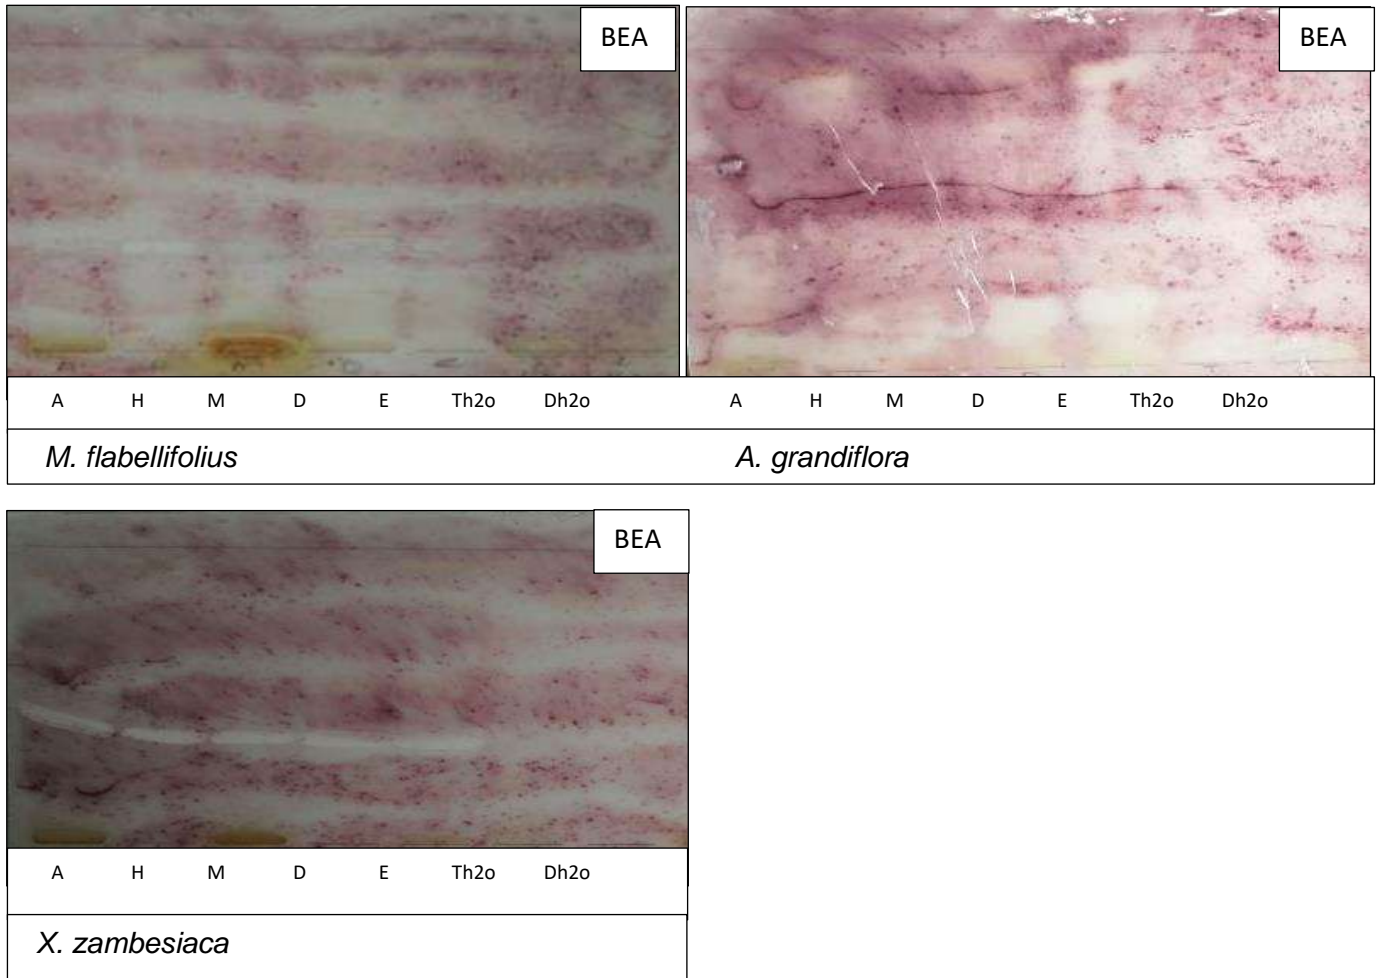 BEA BEA
A H M D E Th2o Dh2o A H M D E Th2o Dh2o
M. flabellifolius A. grandiflora
BEA
A H M D E Th2o Dh2o
X. zambesiaca